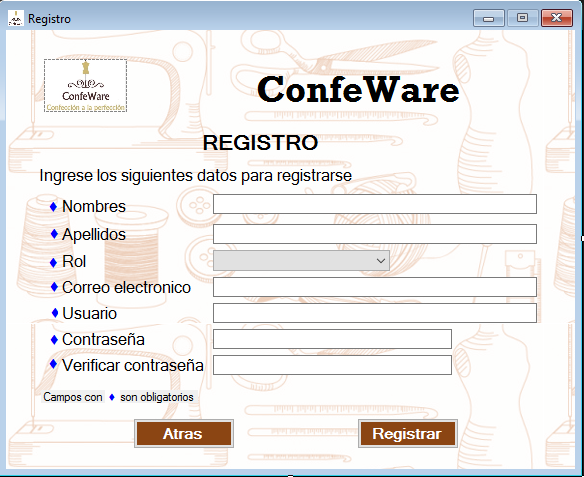 Registro
ConfeWare
Confección a la perfección
ConfeWare
REGISTRO
Ingrese los siguientes datos para registrarse
Nombres
Apellidos
Rol
Correo electronico
Usuario
Contraseña
Verificar contraseña
Campos con ♦ son obligatorios
Atras
Registrar